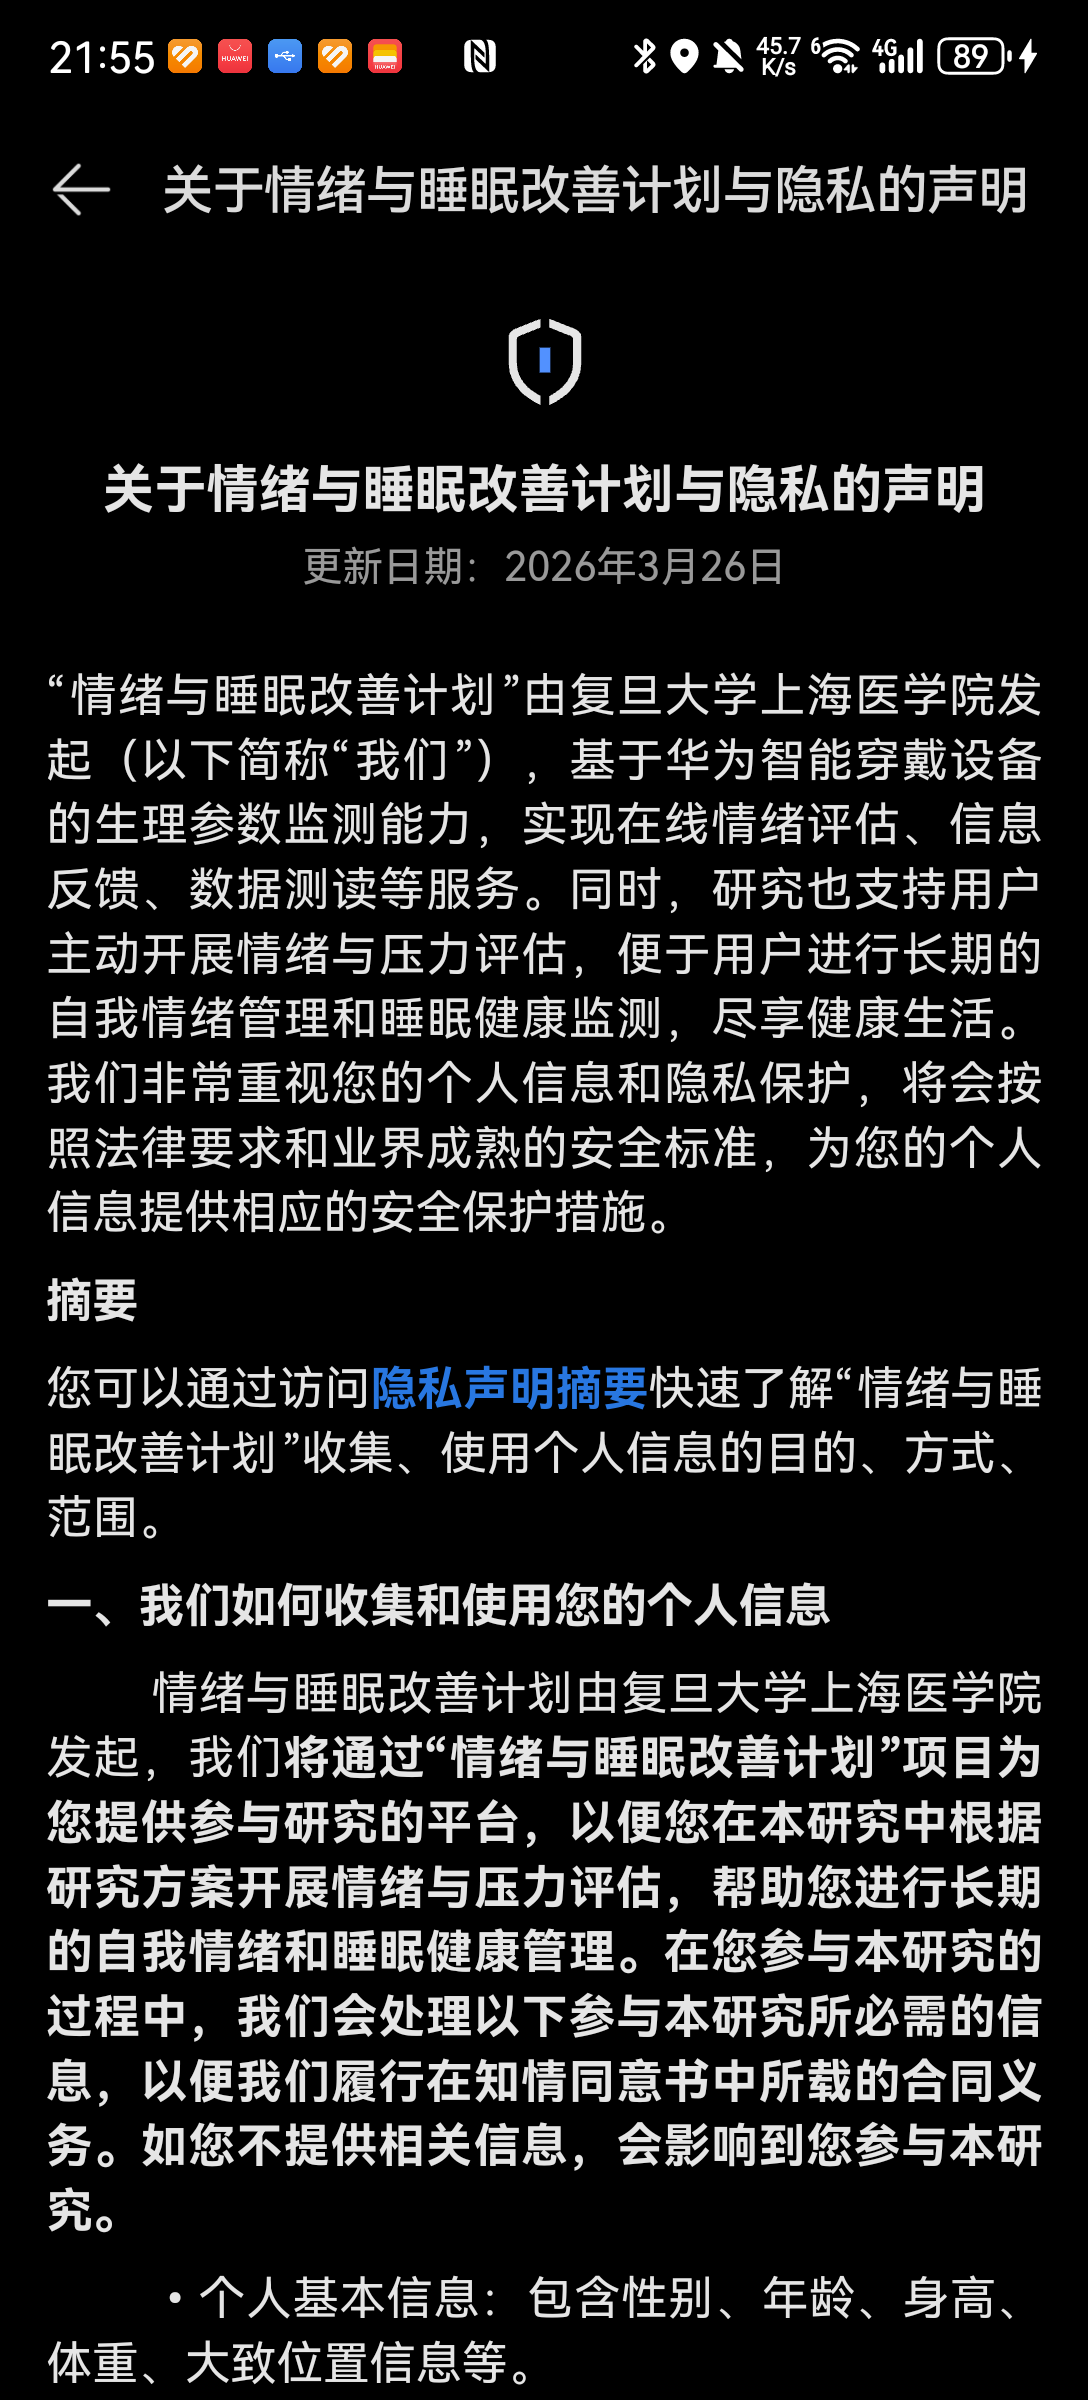 21:55
HUAWEI
HUAWEI
45.7 K/s
6
4G
89
关于情绪与睡眠改善计划与隐私的声明
关于情绪与睡眠改善计划与隐私的声明
更新日期：2026年3月26日
“情绪与睡眠改善计划”由复旦大学上海医学院发
起（以下简称“我们”），基于华为智能穿戴设备
的生理参数监测能力，实现在线情绪评估、信息
反馈、数据测读等服务。同时，研究也支持用户
主动开展情绪与压力评估，便于用户进行长期的
自我情绪管理和睡眠健康监测，尽享健康生活。
我们非常重视您的个人信息和隐私保护，将会按
照法律要求和业界成熟的安全标准，为您的个人
信息提供相应的安全保护措施。
摘要
您可以通过访问隐私声明摘要快速了解“情绪与睡
眠改善计划”收集、使用个人信息的目的、方式、
范围。
一、我们如何收集和使用您的个人信息
情绪与睡眠改善计划由复旦大学上海医学院
发起，我们将通过“情绪与睡眠改善计划”项目为
您提供参与研究的平台，以便您在本研究中根据
研究方案开展情绪与压力评估，帮助您进行长期
的自我情绪和睡眠健康管理。在您参与本研究的
过程中，我们会处理以下参与本研究所必需的信
息，以便我们履行在知情同意书中所载的合同义
务。如您不提供相关信息，会影响到您参与本研
究。
• 个人基本信息：包含性别、年龄、身高、
体重、大致位置信息等。